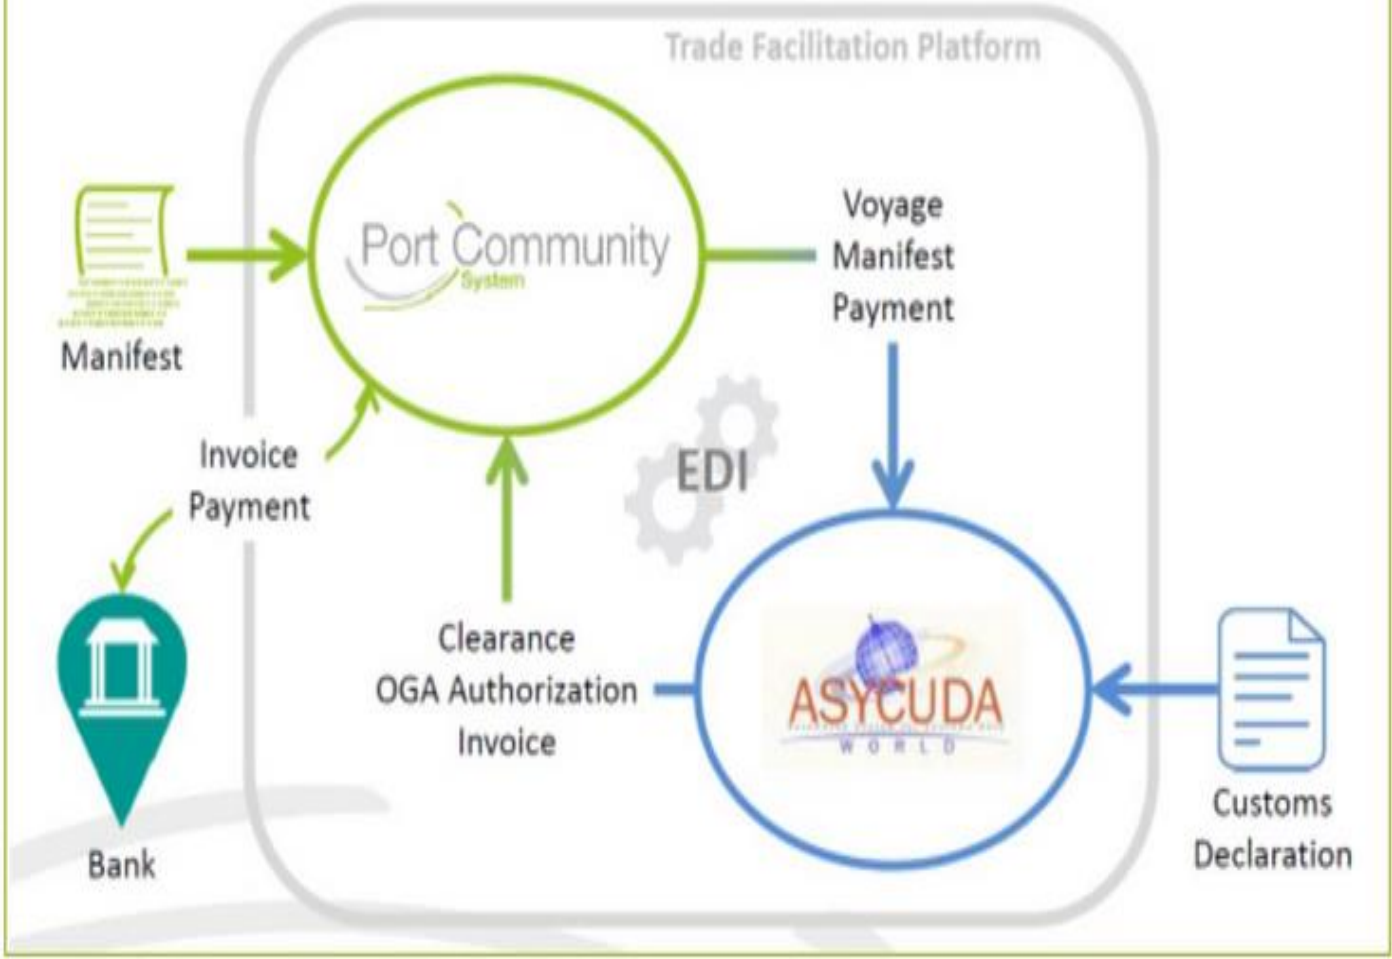 Trade Facilitation Platform
Port Community
System
Voyage
Manifest
Payment
Manifest
Invoice
Payment
EDI
Clearance
OGA Authorization
Invoice
ASYCUDA
WORLD
Customs
Declaration
Bank